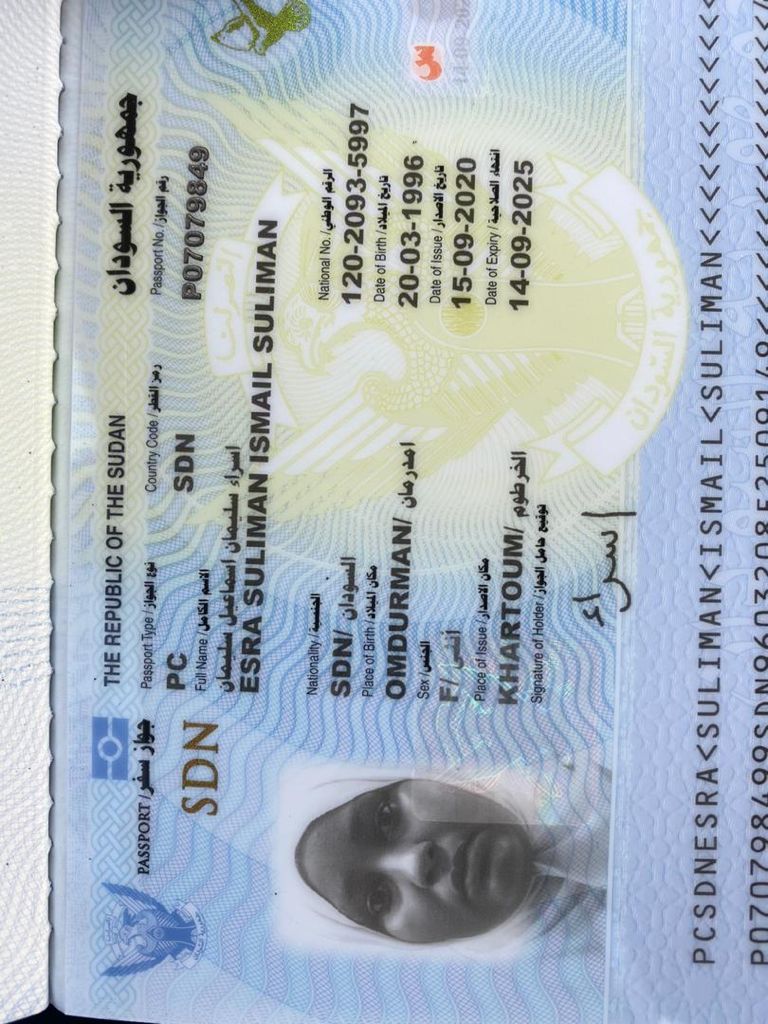 THE REPUBLIC OF THE SUDAN جمهورية السودان
PASSPORT / جواز سفر
Passport Type / نوع الجواز Country Code / رمز القطر Passport No. / رقم الجواز
PC SDN P07079849
SDN
Full Name / الاسم الكامل
اسراء سليمان اسماعيل سليمان
ESRA SULIMAN ISMAIL SULIMAN
Nationality / الجنسية National No. / الرقم الوطني
SDN/ السودان 120-2093-5997
Place of Birth / مكان الميلاد Date of Birth / تاريخ الميلاد
OMDURMAN/ امدرمان 20-03-1996
Sex / الجنس Date of Issue / تاريخ الاصدار
F/ انثى 15-09-2020
Place of Issue / مكان الاصدار Date of Expiry / انتهاء الصلاحية
KHARTOUM/ الخرطوم 14-09-2025
Signature of Holder / توقيع حامل الجواز
اسراء
جمهورية السودان
PCSDNESRA<SULIMAN<ISMAIL<SULIMAN<<<<<<<<<<<<